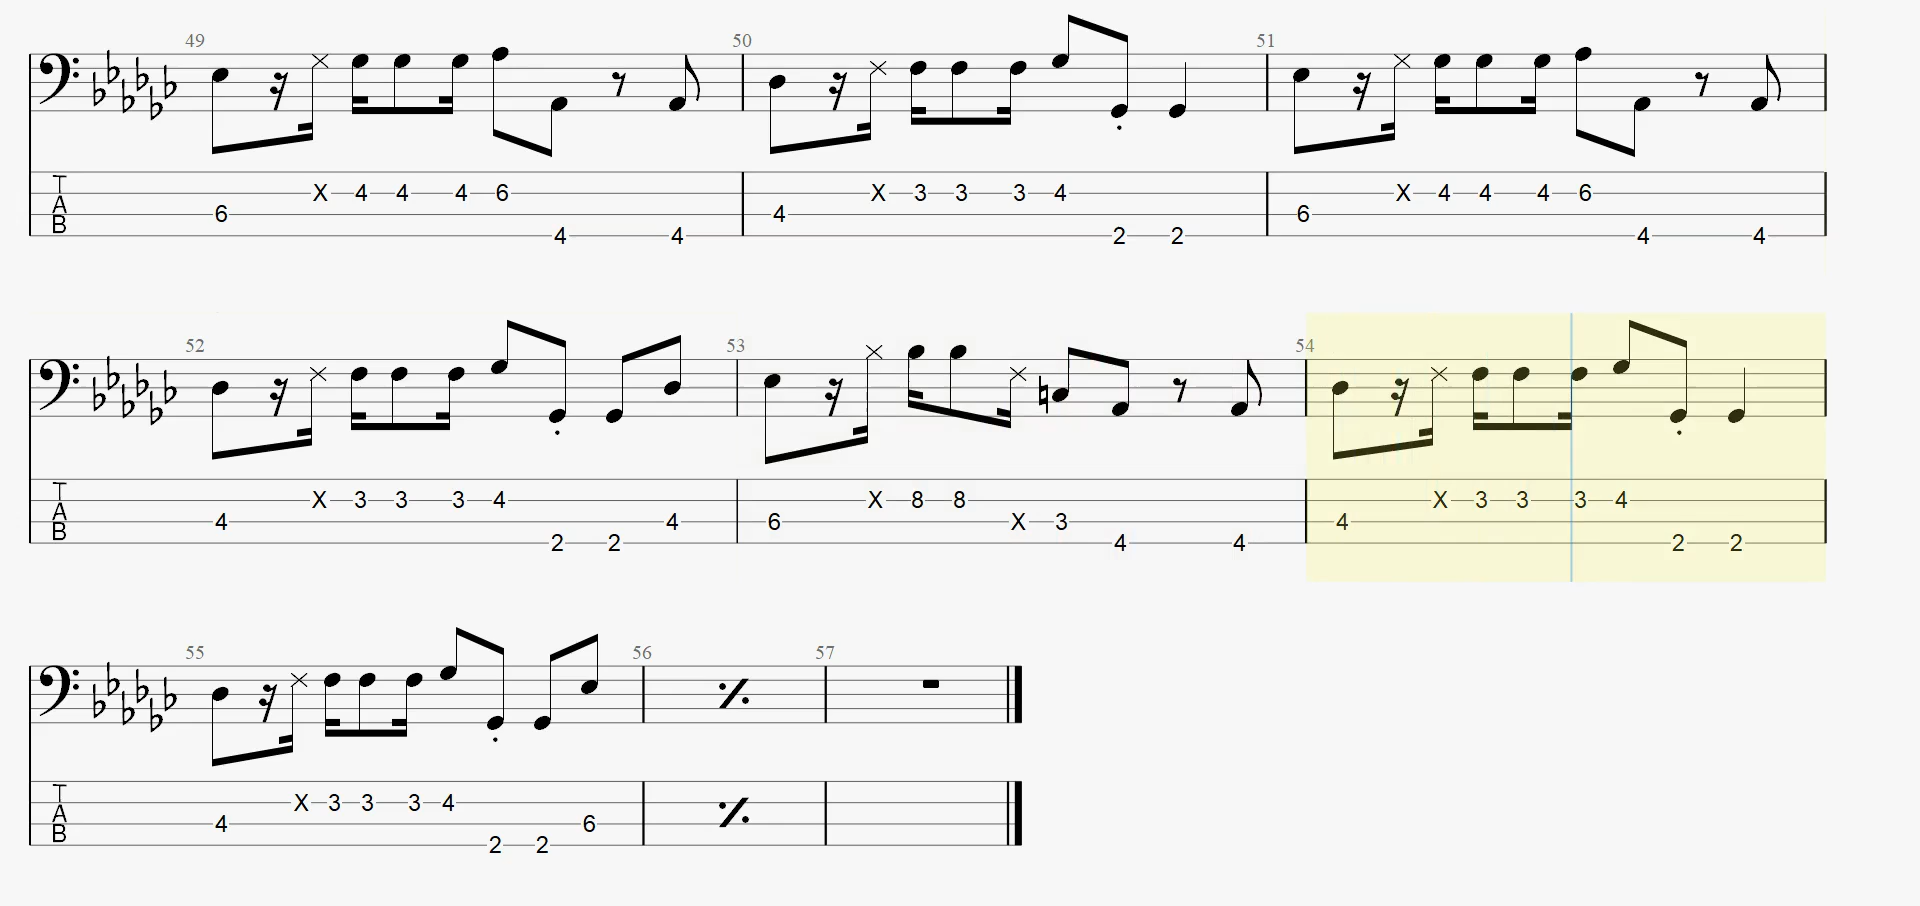 49 50 51
T
A
B
X 4 4 4 6 X 3 3 3 4 X 4 4 4 6
6 4 6
4 4 2 2 4 4
52 53 54
T
A
B
X 3 3 3 4 X 8 8 X 3 3 3 4
4 4 6 X 3 4
2 2 4 4 2 2
55 56 57
T
A
B
X 3 3 3 4
4 6
2 2